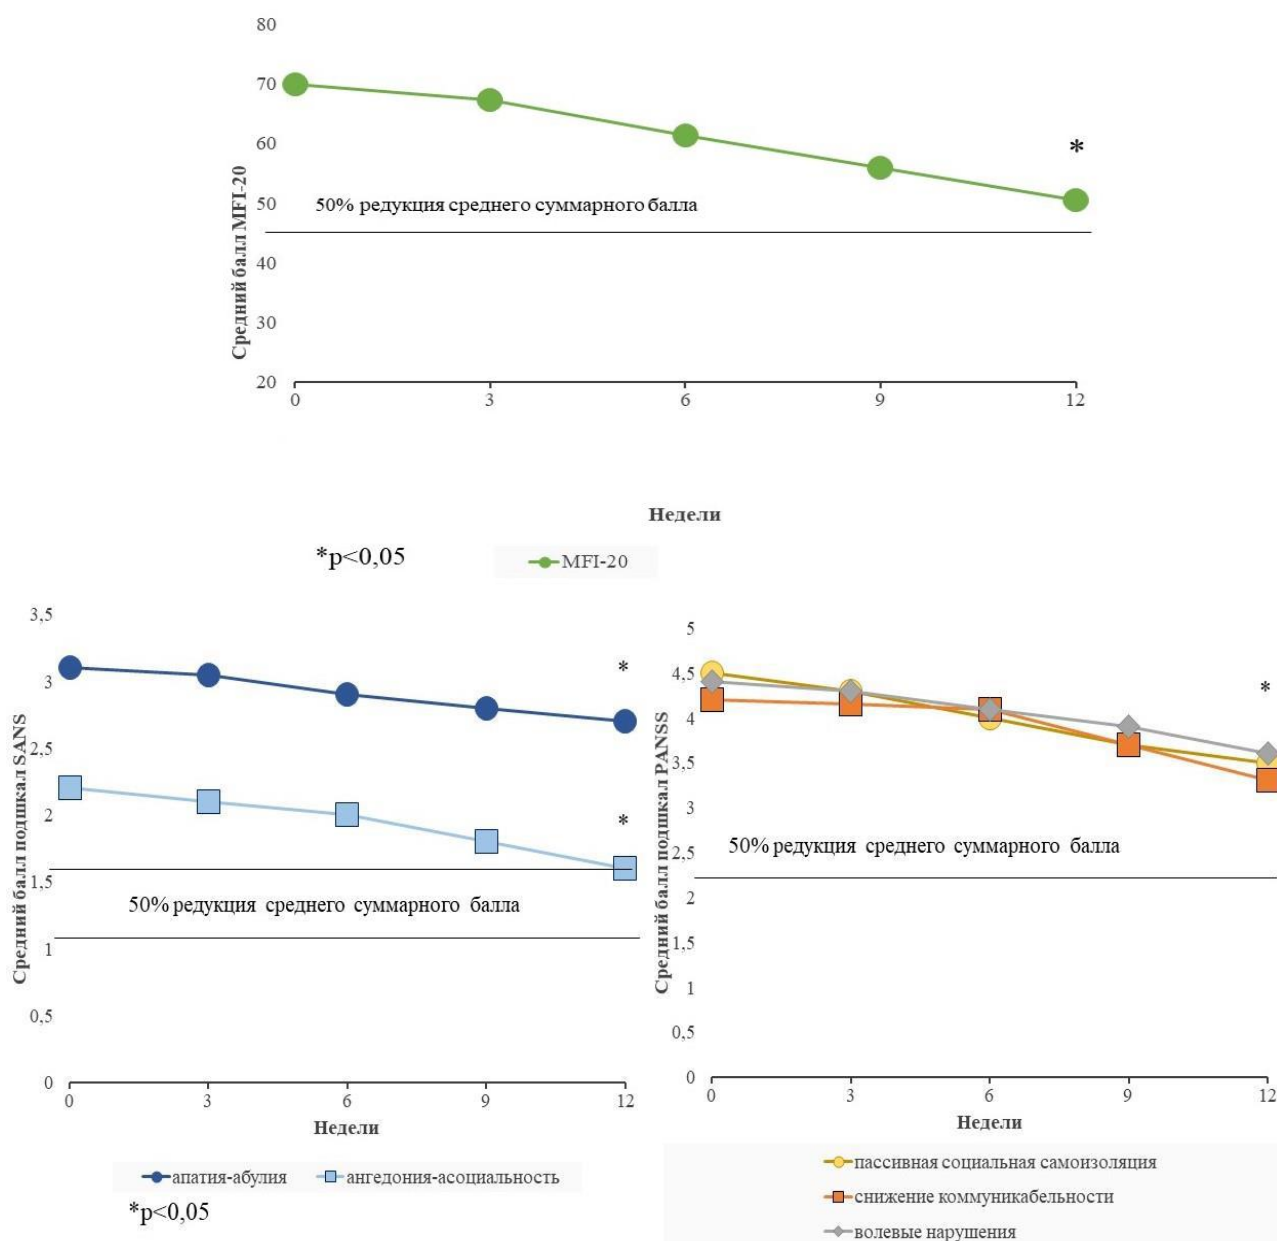 80
70
60
50
40
30
20
Средний балл MFI-20
*
50% редукция среднего суммарного балла
0 3 6 9 12
Недели
*p<0,05
MFI-20
3,5
3
2,5
2
1,5
1
0,5
0
Средний балл подшкал SANS
*
*
50% редукция среднего суммарного балла
0 3 6 9 12
Недели
апатия-абулия ангедония-асоциальность
*p<0,05
5
4,5
4
3,5
3
2,5
2
1,5
1
0,5
0
Средний балл подшкал PANSS
*
50% редукция среднего суммарного балла
0 3 6 9 12
Недели
пассивная социальная самоизоляция
снижение коммуникабельности
волевые нарушения